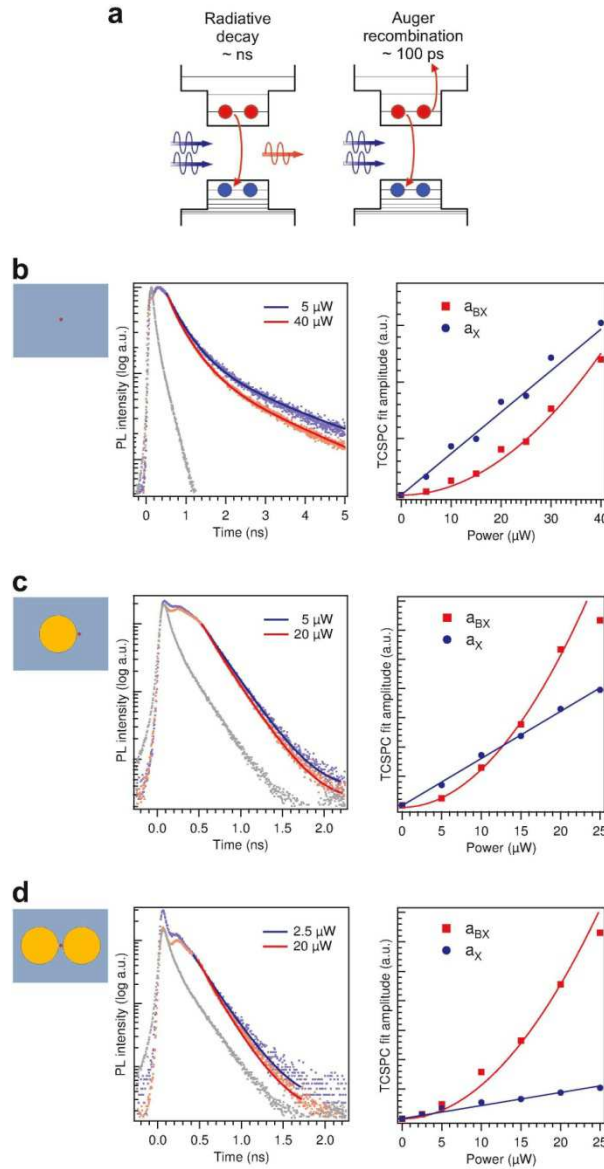 a
Radiative
decay
~ ns
Auger
recombination
~ 100 ps
b
PL intensity (log a.u.)
5 µW
40 µW
0 1 2 3 4 5
Time (ns)
TCSPC fit amplitude (a.u.)
aBX
aX
0 10 20 30 40
Power (µW)
c
PL intensity (log a.u.)
5 µW
20 µW
0.0 0.5 1.0 1.5 2.0
Time (ns)
TCSPC fit amplitude (a.u.)
aBX
aX
0 5 10 15 20 25
Power (µW)
d
PL intensity (log a.u.)
2.5 µW
20 µW
0.0 0.5 1.0 1.5 2.0
Time (ns)
TCSPC fit amplitude (a.u.)
aBX
aX
0 5 10 15 20 25
Power (µW)